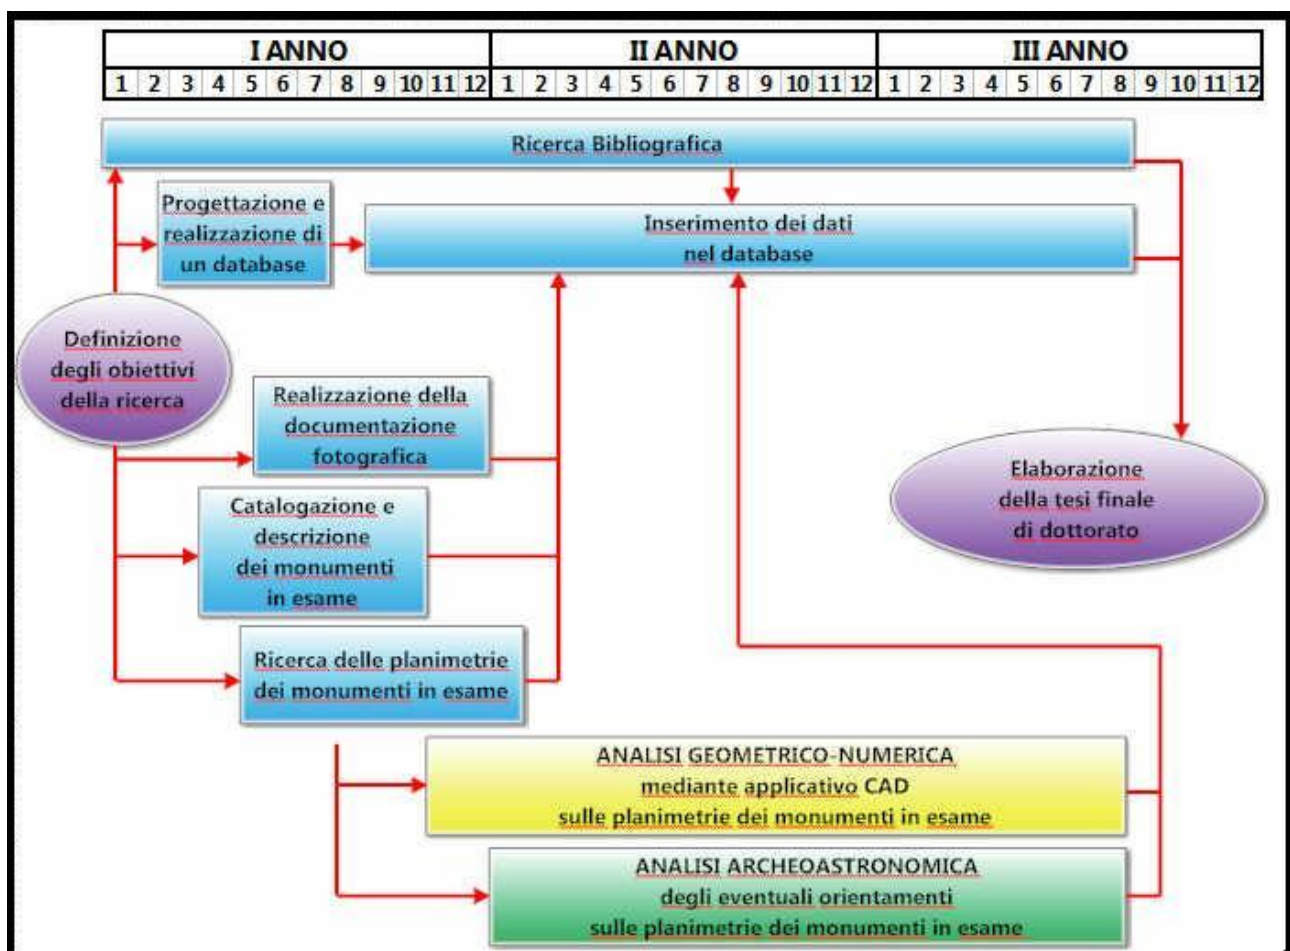 I ANNO II ANNO III ANNO
1 2 3 4 5 6 7 8 9 10 11 12 1 2 3 4 5 6 7 8 9 10 11 12 1 2 3 4 5 6 7 8 9 10 11 12
Ricerca Bibliografica
Progettazione e
realizzazione di
un database
Inserimento dei dati
nel database
Definizione
degli obiettivi
della ricerca
Realizzazione della
documentazione
fotografica
Catalogazione e
descrizione
dei monumenti
in esame
Elaborazione
della tesi finale
di dottorato
Ricerca delle planimetrie
dei monumenti in esame
ANALISI GEOMETRICO-NUMERICA
mediante applicativo CAD
sulle planimetrie dei monumenti in esame
ANALISI ARCHEOASTRONOMICA
degli eventuali orientamenti
sulle planimetrie dei monumenti in esame